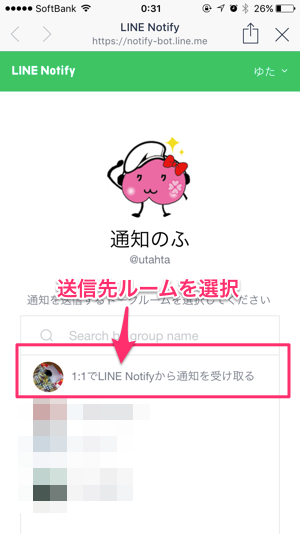 SoftBank 0:31 26%
LINE Notify
https://notify-bot.line.me
LINE Notify ゆた
通知のふ
@utahta
送信先ルームを選択
通知を送信するトークルームを選択してください
Search by group name
1:1でLINE Notifyから通知を受け取る